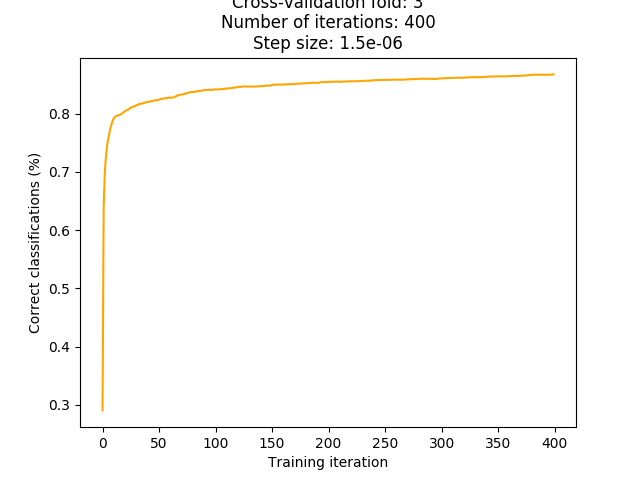 Cross-validation fold: 3
Number of iterations: 400
Step size: 1.5e-06
0.8
0.7
0.6
0.5
0.4
0.3
Correct classifications (%)
0 50 100 150 200 250 300 350 400
Training iteration